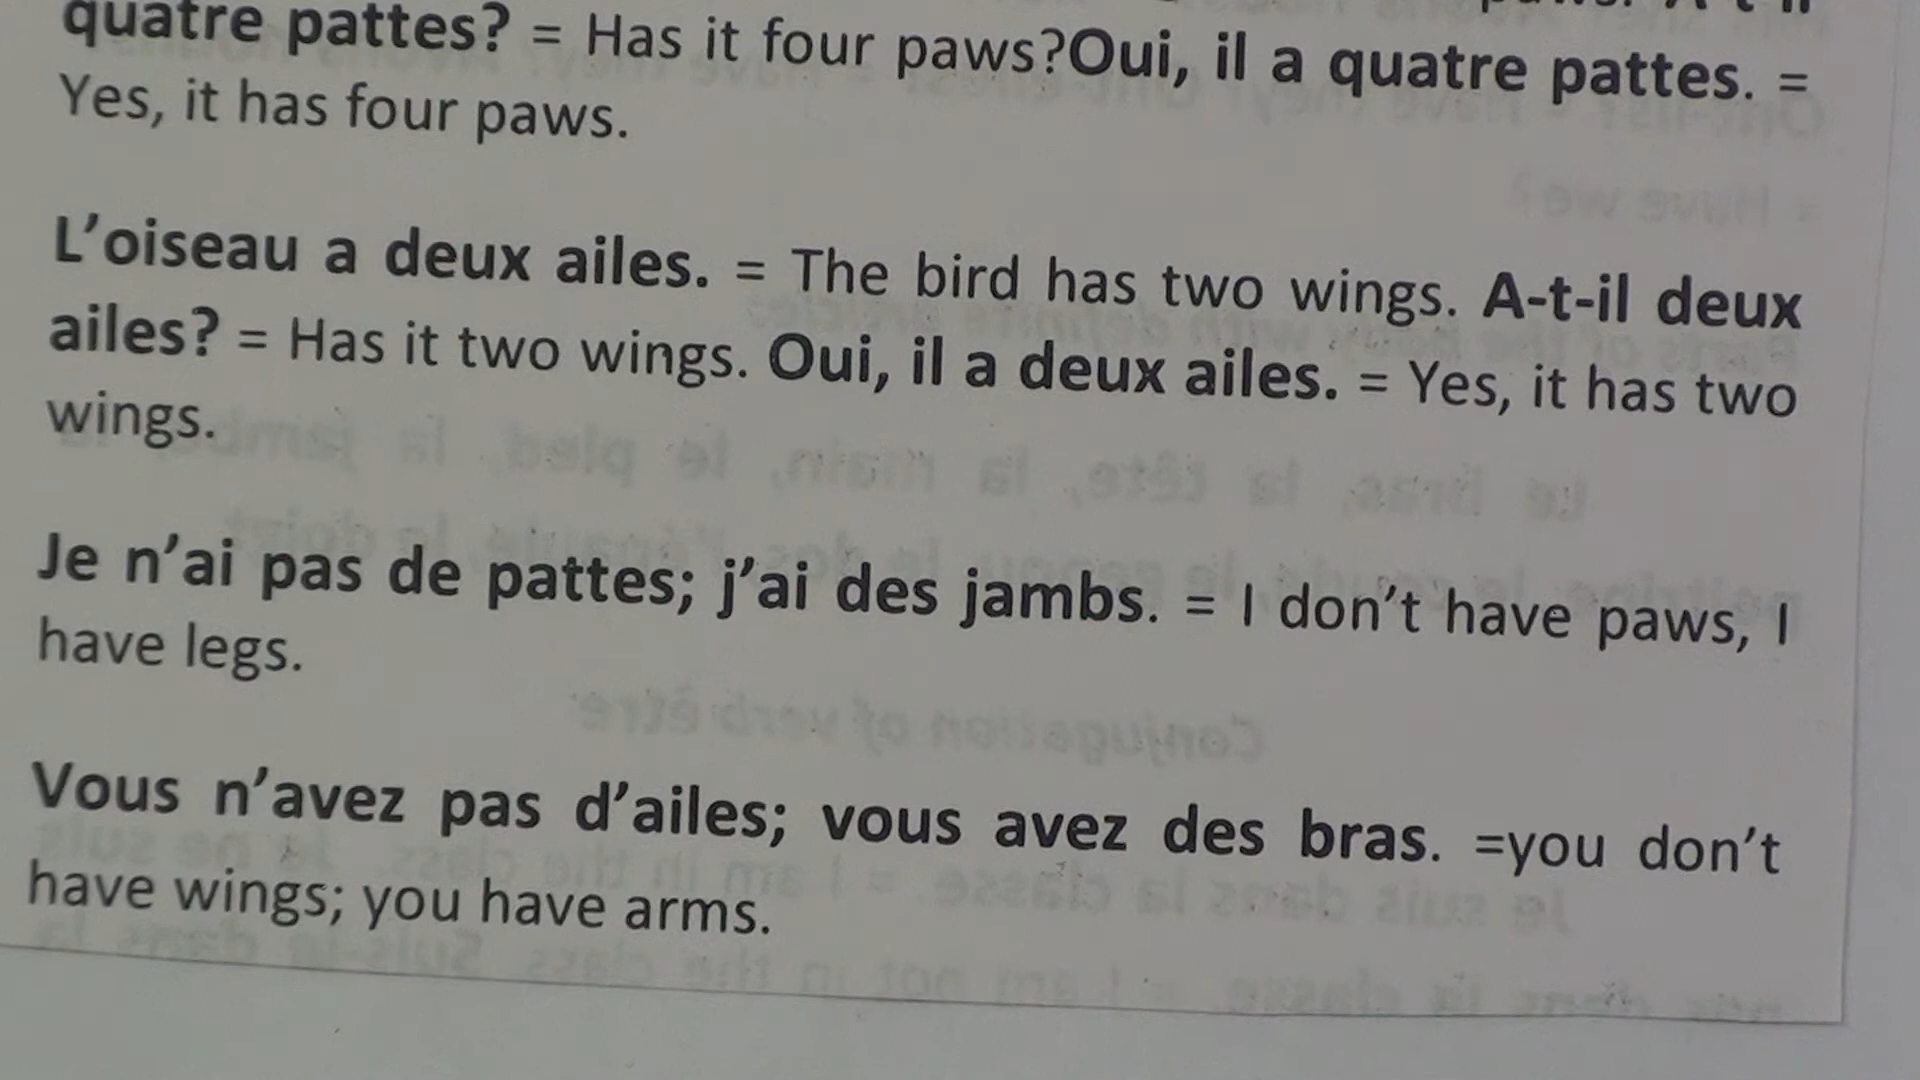 quatre pattes? = Has it four paws?Oui, il a quatre pattes. =
Yes, it has four paws.
L'oiseau a deux ailes. = The bird has two wings. A-t-il deux
ailes? = Has it two wings. Oui, il a deux ailes. = Yes, it has two
wings.
Je n'ai pas de pattes; j'ai des jambs. = I don't have paws, I
have legs.
Vous n'avez pas d'ailes; vous avez des bras. =you don't
have wings; you have arms.